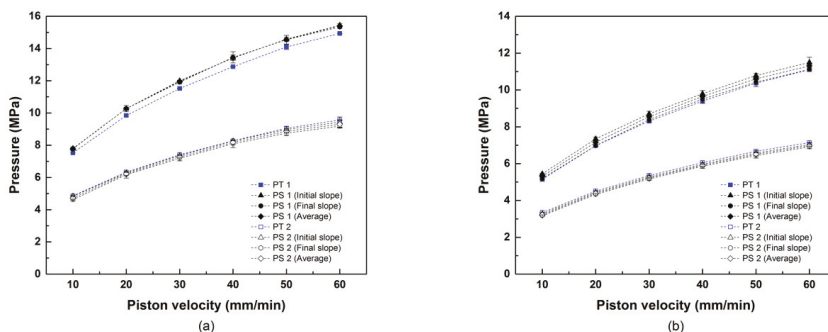 16
14
12
10
8
6
4
2
0
Pressure (MPa)
PT 1
PS 1 (Initial slope)
PS 1 (Final slope)
PS 1 (Average)
PT 2
PS 2 (Initial slope)
PS 2 (Final slope)
PS 2 (Average)
10 20 30 40 50 60
Piston velocity (mm/min)
(a)
14
12
10
8
6
4
2
0
Pressure (MPa)
PT 1
PS 1 (Initial slope)
PS 1 (Final slope)
PS 1 (Average)
PT 2
PS 2 (Initial slope)
PS 2 (Final slope)
PS 2 (Average)
10 20 30 40 50 60
Piston velocity (mm/min)
(b)